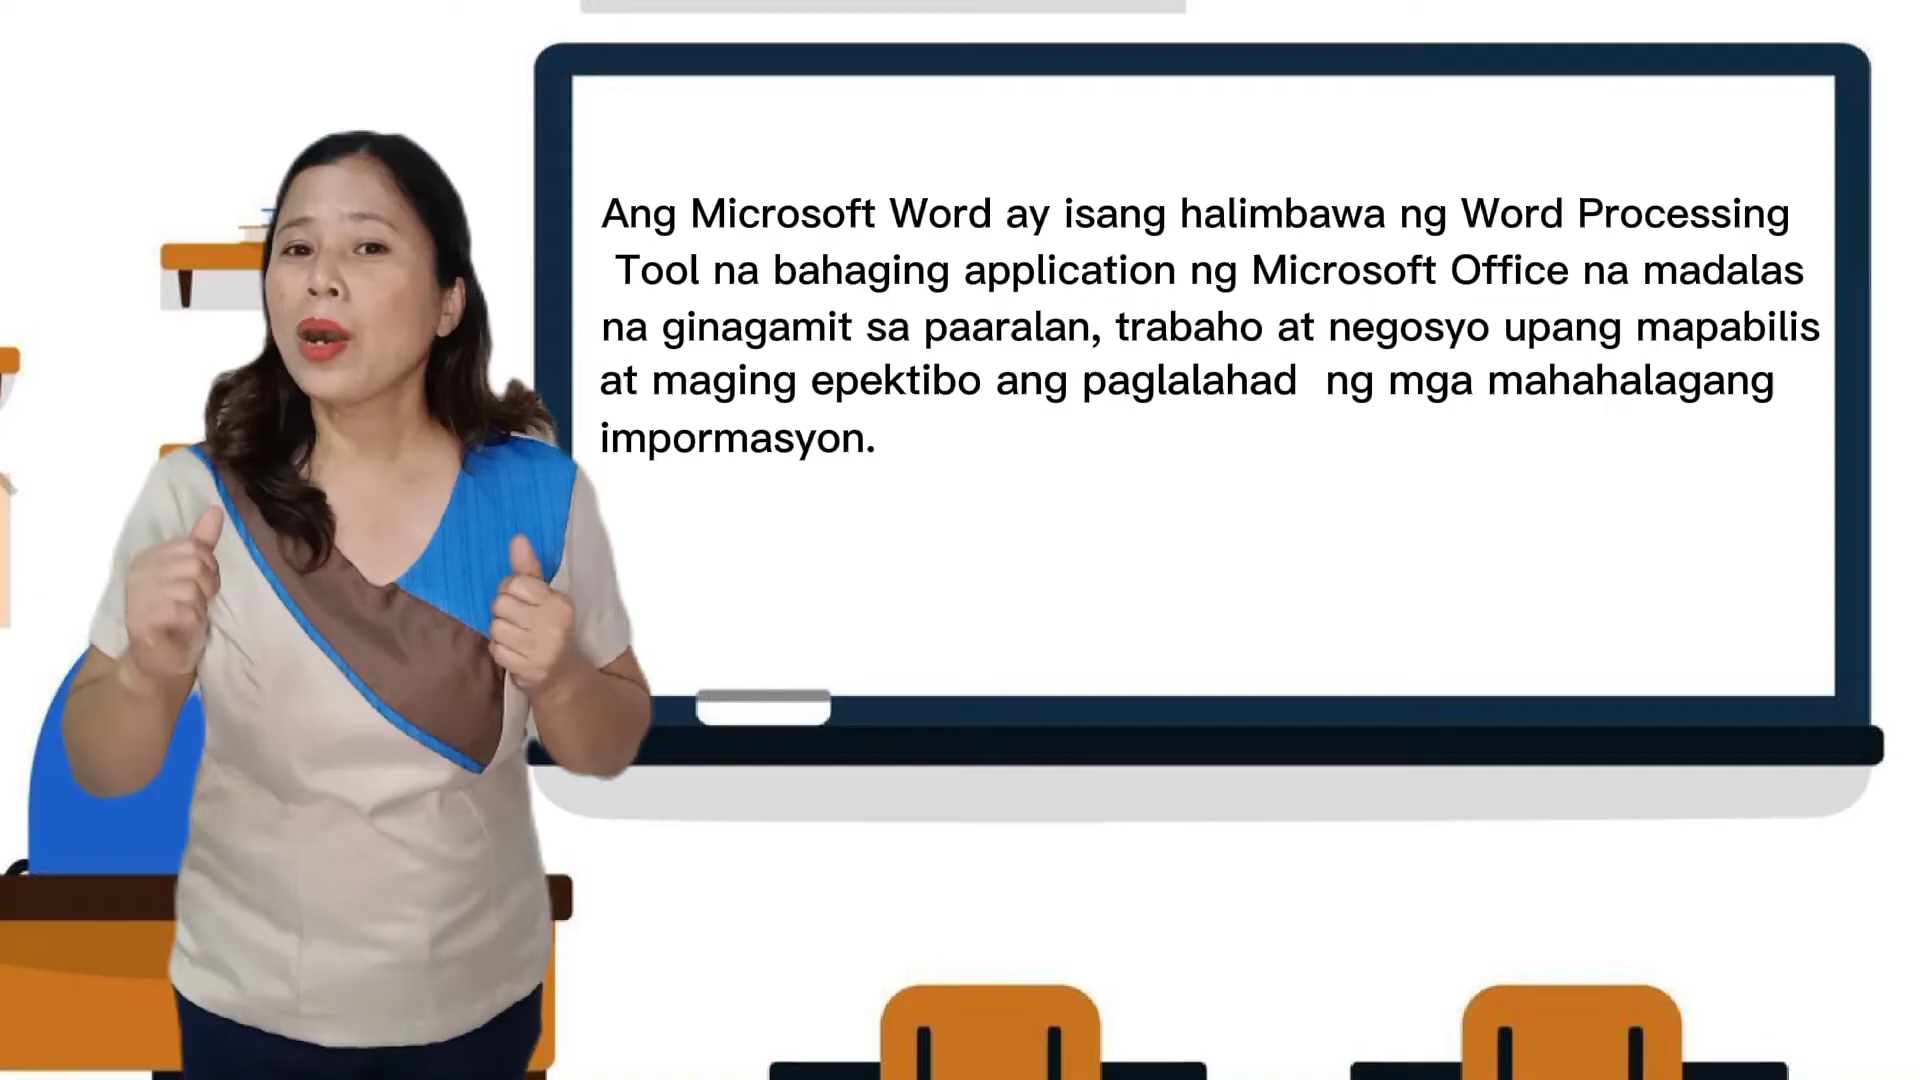 Ang Microsoft Word ay isang halimbawa ng Word Processing
Tool na bahaging application ng Microsoft Office na madalas
na ginagamit sa paaralan, trabaho at negosyo upang mapabilis
at maging epektibo ang paglalahad ng mga mahahalagang
impormasyon.